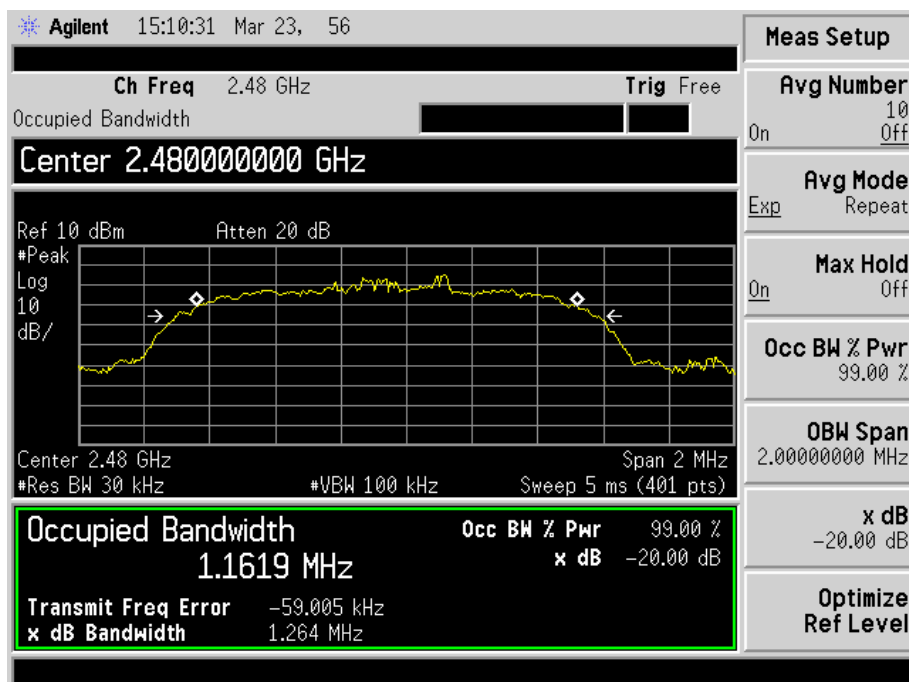 Agilent 15:10:31 Mar 23, 56
Ch Freq 2.48 GHz Trig Free
Occupied Bandwidth
Center 2.480000000 GHz
Ref 10 dBm Atten 20 dB
#Peak
Log
10
dB/
Center 2.48 GHz Span 2 MHz
#Res BW 30 kHz #VBW 100 kHz Sweep 5 ms (401 pts)
Occupied Bandwidth Occ BW % Pwr 99.00 %
1.1619 MHz x dB -20.00 dB
Transmit Freq Error -59.005 kHz
x dB Bandwidth 1.264 MHz
Meas Setup
Avg Number
10
On Off
Avg Mode
Exp Repeat
Max Hold
On Off
Occ BW % Pwr
99.00 %
OBW Span
2.00000000 MHz
x dB
-20.00 dB
Optimize
Ref Level